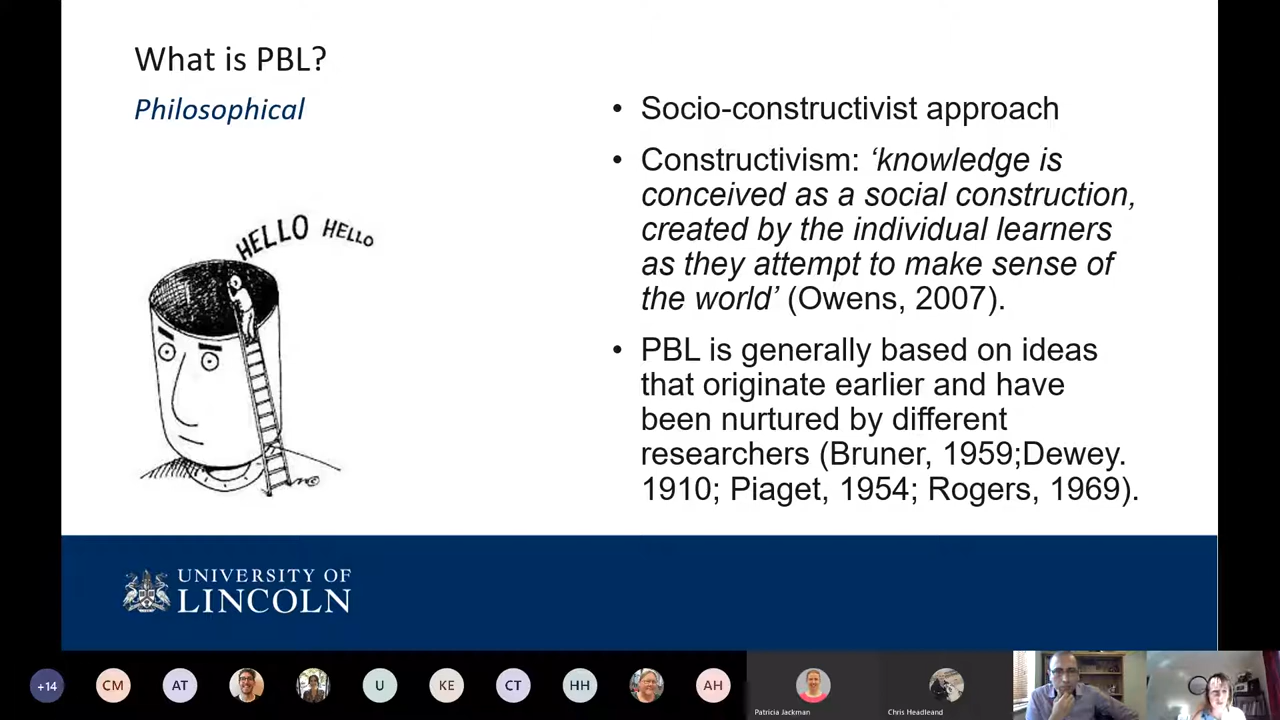 What is PBL?
Philosophical
HELLO HELLO
• Socio-constructivist approach
• Constructivism: ‘knowledge is
conceived as a social construction,
created by the individual learners
as they attempt to make sense of
the world’ (Owens, 2007).
• PBL is generally based on ideas
that originate earlier and have
been nurtured by different
researchers (Bruner, 1959;Dewey.
1910; Piaget, 1954; Rogers, 1969).
UNIVERSITY OF
LINCOLN
+14 CM AT U KE CT HH AH
Patricia Jackman Chris Headleand